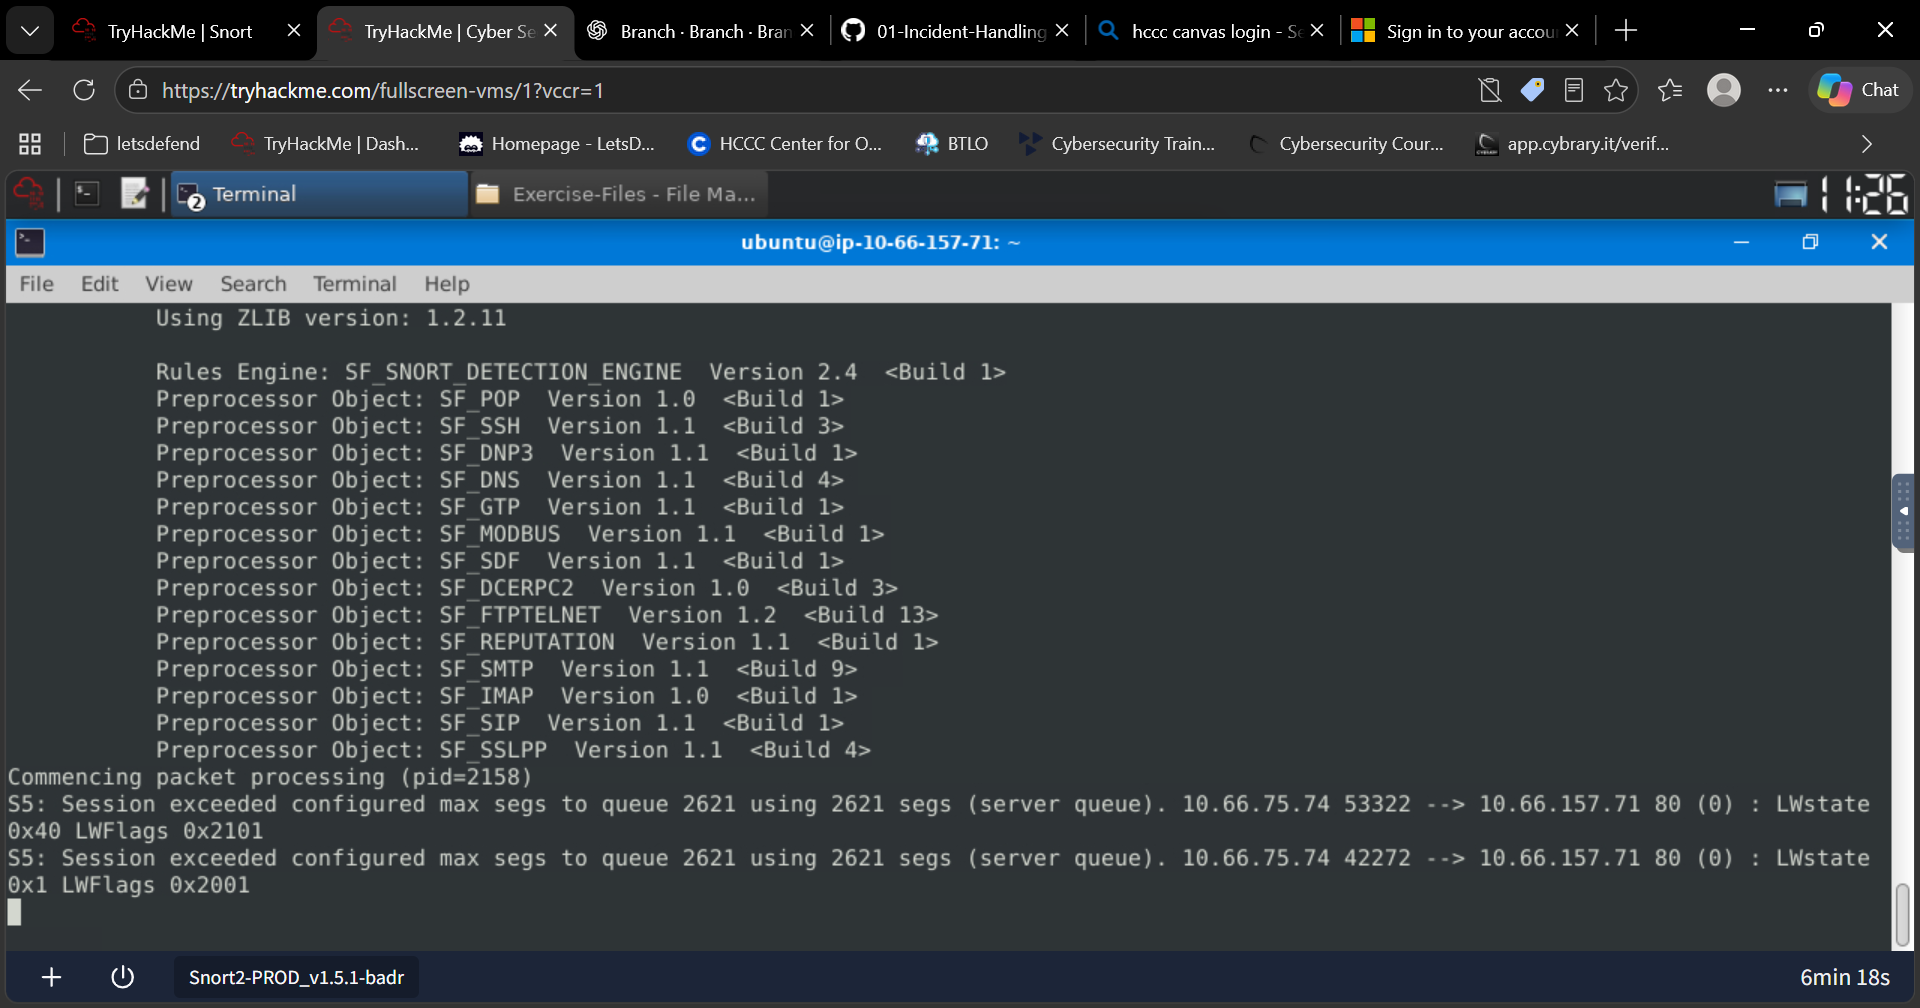 TryHackMe | Snort
TryHackMe | Cyber Se
Branch · Branch · Bran
01-Incident-Handling
hccc canvas login - Se
Sign in to your accou
https://tryhackme.com/fullscreen-vms/1?vccr=1
Chat
letsdefend
TryHackMe | Dash...
Homepage - LetsD...
HCCC Center for O...
BTLO
Cybersecurity Train...
Cybersecurity Cour...
app.cybrary.it/verif...
2 Terminal
Exercise-Files - File Ma...
11:26
ubuntu@ip-10-66-157-71: ~
File Edit View Search Terminal Help
Using ZLIB version: 1.2.11
Rules Engine: SF_SNORT_DETECTION_ENGINE Version 2.4 <Build 1>
Preprocessor Object: SF_POP Version 1.0 <Build 1>
Preprocessor Object: SF_SSH Version 1.1 <Build 3>
Preprocessor Object: SF_DNP3 Version 1.1 <Build 1>
Preprocessor Object: SF_DNS Version 1.1 <Build 4>
Preprocessor Object: SF_GTP Version 1.1 <Build 1>
Preprocessor Object: SF_MODBUS Version 1.1 <Build 1>
Preprocessor Object: SF_SDF Version 1.1 <Build 1>
Preprocessor Object: SF_DCERPC2 Version 1.0 <Build 3>
Preprocessor Object: SF_FTPTELNET Version 1.2 <Build 13>
Preprocessor Object: SF_REPUTATION Version 1.1 <Build 1>
Preprocessor Object: SF_SMTP Version 1.1 <Build 9>
Preprocessor Object: SF_IMAP Version 1.0 <Build 1>
Preprocessor Object: SF_SIP Version 1.1 <Build 1>
Preprocessor Object: SF_SSLPP Version 1.1 <Build 4>
Commencing packet processing (pid=2158)
S5: Session exceeded configured max segs to queue 2621 using 2621 segs (server queue). 10.66.75.74 53322 --> 10.66.157.71 80 (0) : LWstate
0x40 LWFlags 0x2101
S5: Session exceeded configured max segs to queue 2621 using 2621 segs (server queue). 10.66.75.74 42272 --> 10.66.157.71 80 (0) : LWstate
0x1 LWFlags 0x2001
Snort2-PROD_v1.5.1-badr
6min 18s